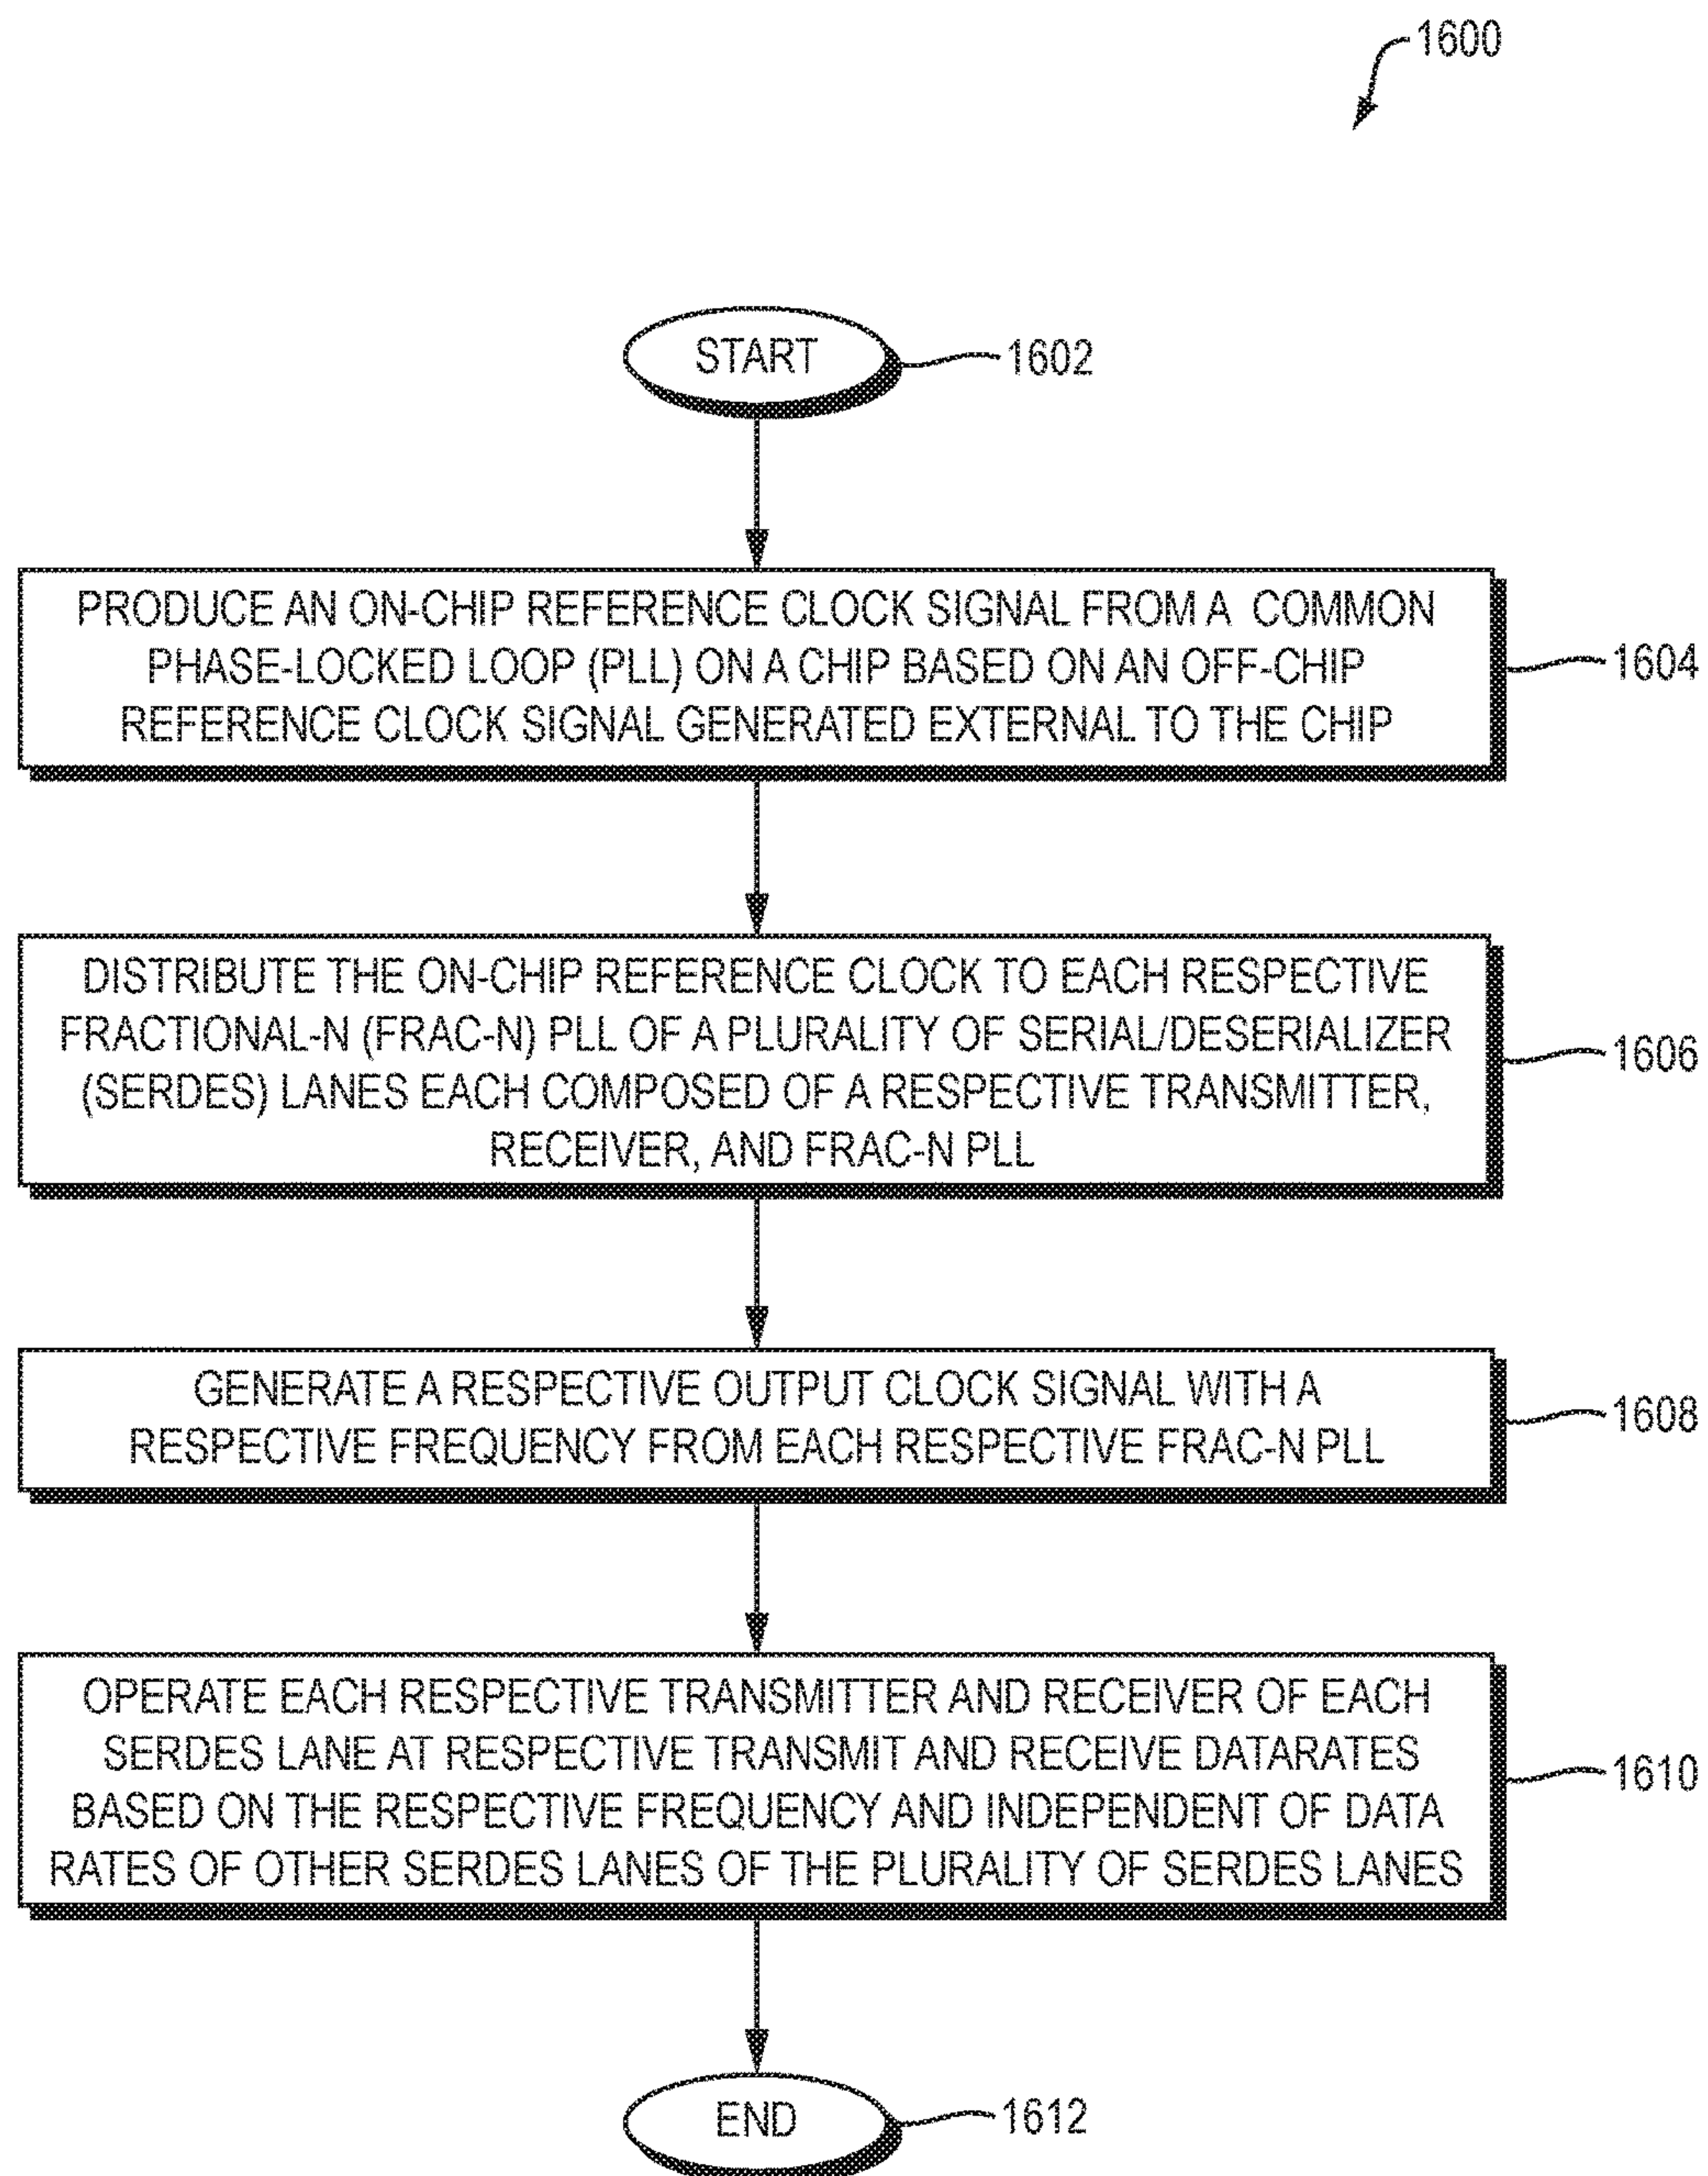 1600
START
1602
PRODUCE AN ON-CHIP REFERENCE CLOCK SIGNAL FROM A COMMON
PHASE-LOCKED LOOP (PLL) ON A CHIP BASED ON AN OFF-CHIP
REFERENCE CLOCK SIGNAL GENERATED EXTERNAL TO THE CHIP
1604
DISTRIBUTE THE ON-CHIP REFERENCE CLOCK TO EACH RESPECTIVE
FRACTIONAL-N (FRAC-N) PLL OF A PLURALITY OF SERIAL/DESERIALIZER
(SERDES) LANES EACH COMPOSED OF A RESPECTIVE TRANSMITTER,
RECEIVER, AND FRAC-N PLL
1606
GENERATE A RESPECTIVE OUTPUT CLOCK SIGNAL WITH A
RESPECTIVE FREQUENCY FROM EACH RESPECTIVE FRAC-N PLL
1608
OPERATE EACH RESPECTIVE TRANSMITTER AND RECEIVER OF EACH
SERDES LANE AT RESPECTIVE TRANSMIT AND RECEIVE DATARATES
BASED ON THE RESPECTIVE FREQUENCY AND INDEPENDENT OF DATA
RATES OF OTHER SERDES LANES OF THE PLURALITY OF SERDES LANES
1610
END
1612